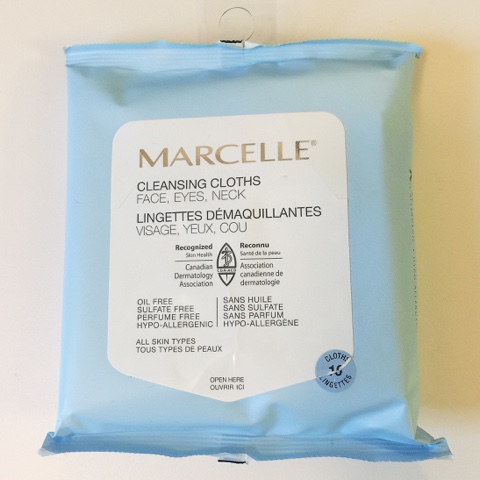 MARCELLE®
CLEANSING CLOTHS
FACE, EYES, NECK
LINGETTES DÉMAQUILLANTES
VISAGE, YEUX, COU
Recognized
Skin Health
Canadian
Dermatology
Association
Reconnu
Santé de la peau
Association
canadienne de
dermatologie
OIL FREE
SULFATE FREE
PERFUME FREE
HYPO-ALLERGENIC
SANS HUILE
SANS SULFATE
SANS PARFUM
HYPO-ALLERGÈNE
ALL SKIN TYPES
TOUS TYPES DE PEAUX
OPEN HERE
OUVRIR ICI
CLOTHS
LINGETTES